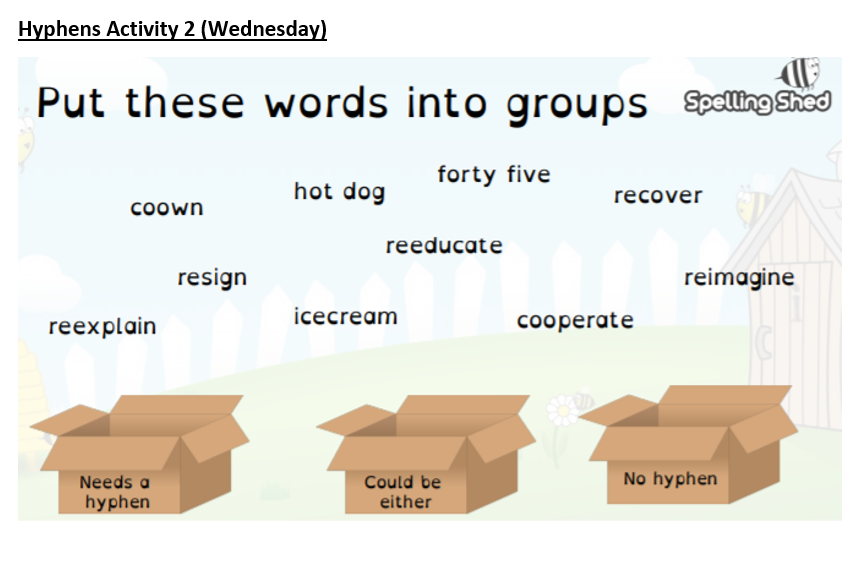 Hyphens Activity 2 (Wednesday)
Put these words into groups
Spelling Shed
forty five
hot dog
recover
coown
reeducate
resign
reimagine
icecream
cooperate
reexplain
Needs a
hyphen
Could be
either
No hyphen